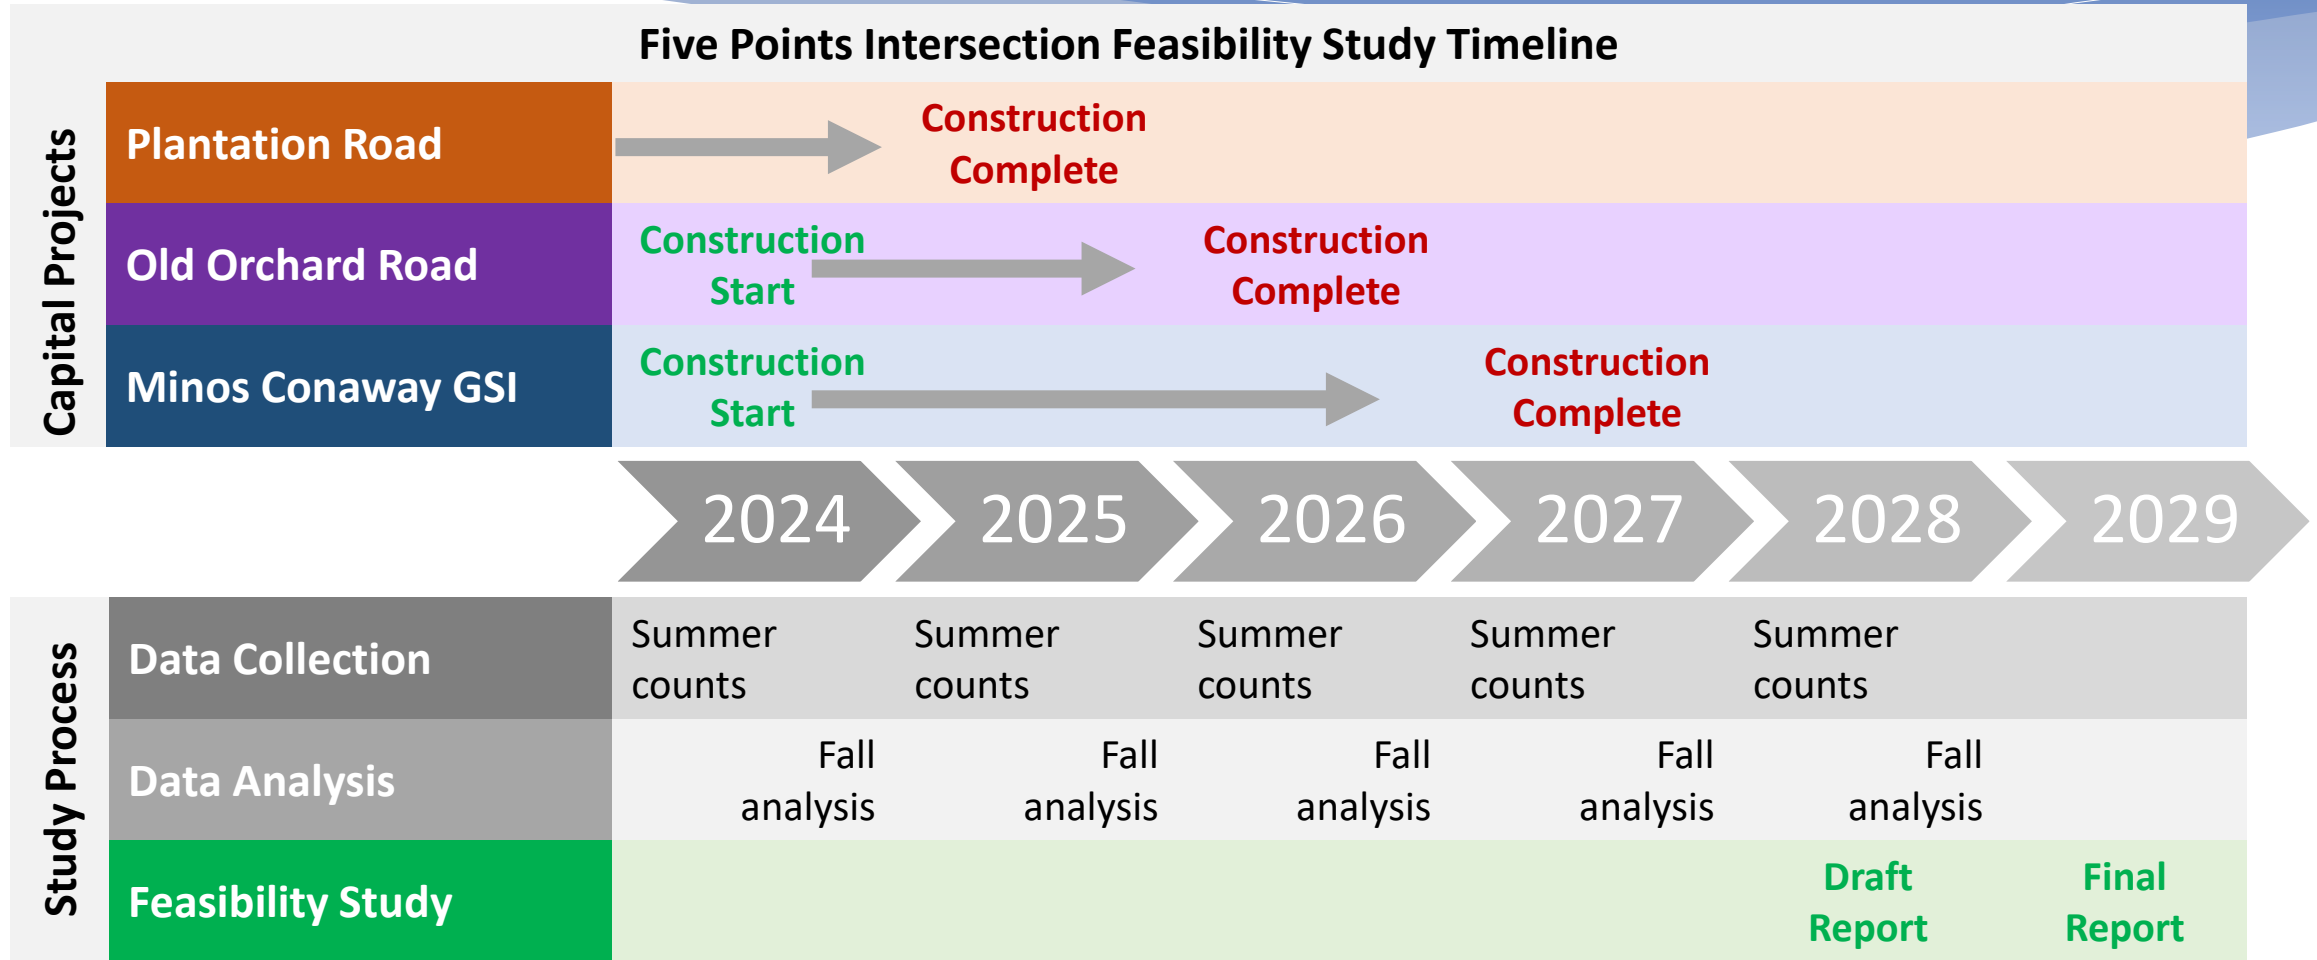 Five Points Intersection Feasibility Study Timeline
Capital Projects
Plantation Road
Construction
Complete
Old Orchard Road
Construction
Start
Construction
Complete
Minos Conaway GSI
Construction
Start
Construction
Complete
2024
2025
2026
2027
2028
2029
Study Process
Data Collection
Summer
counts
Summer
counts
Summer
counts
Summer
counts
Summer
counts
Data Analysis
Fall
analysis
Fall
analysis
Fall
analysis
Fall
analysis
Fall
analysis
Feasibility Study
Draft
Report
Final
Report